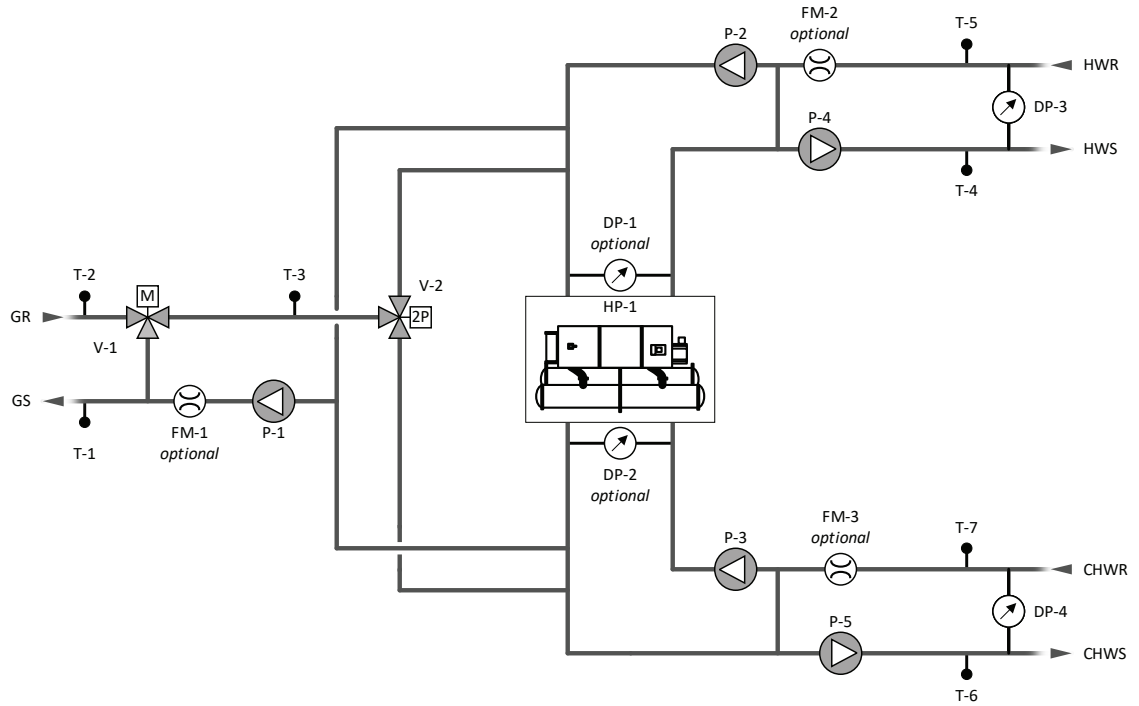 FM-2
optional
T-5
P-2
HWR
DP-3
P-4
HWS
T-4
DP-1
optional
T-2
T-3
V-2
M
HP-1
GR
2P
V-1
GS
FM-1
optional
P-1
T-1
DP-2
optional
FM-3
optional
P-3
T-7
CHWR
DP-4
P-5
CHWS
T-6